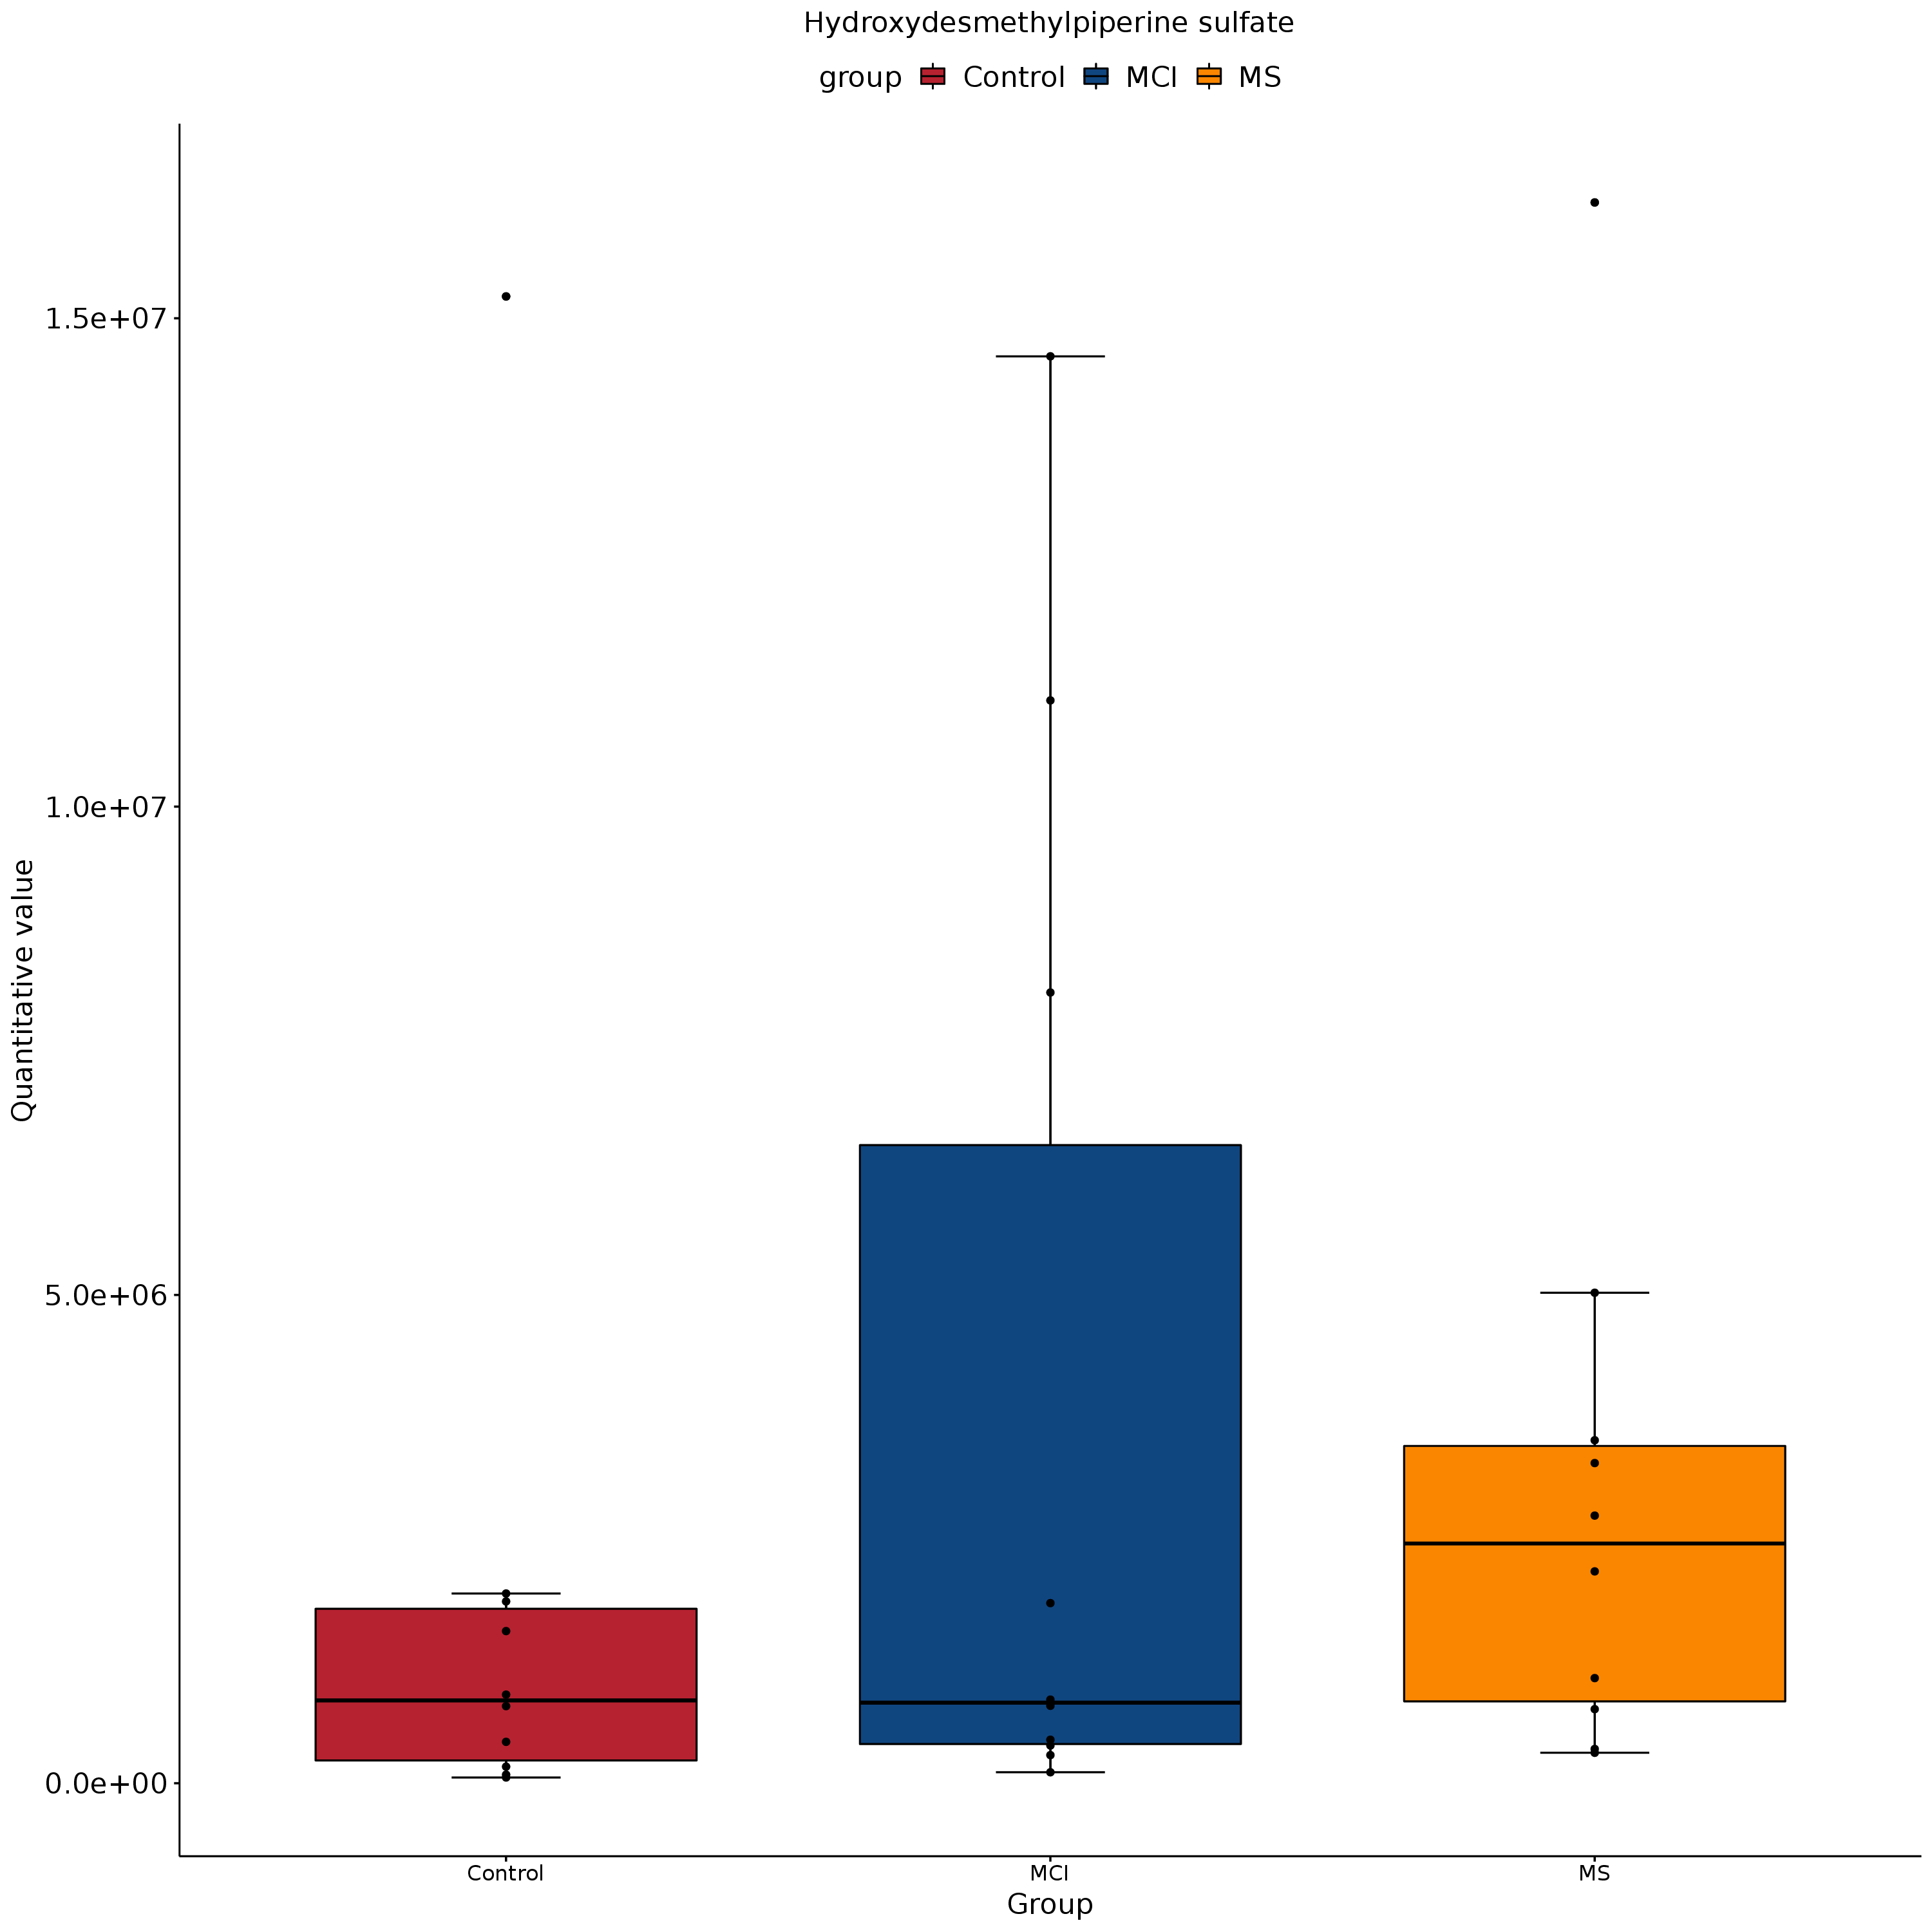 Hydroxydesmethylpiperine sulfate
group Control MCI MS
1.5e+07
1.0e+07
5.0e+06
0.0e+00
Quantitative value
Control MCI MS
Group